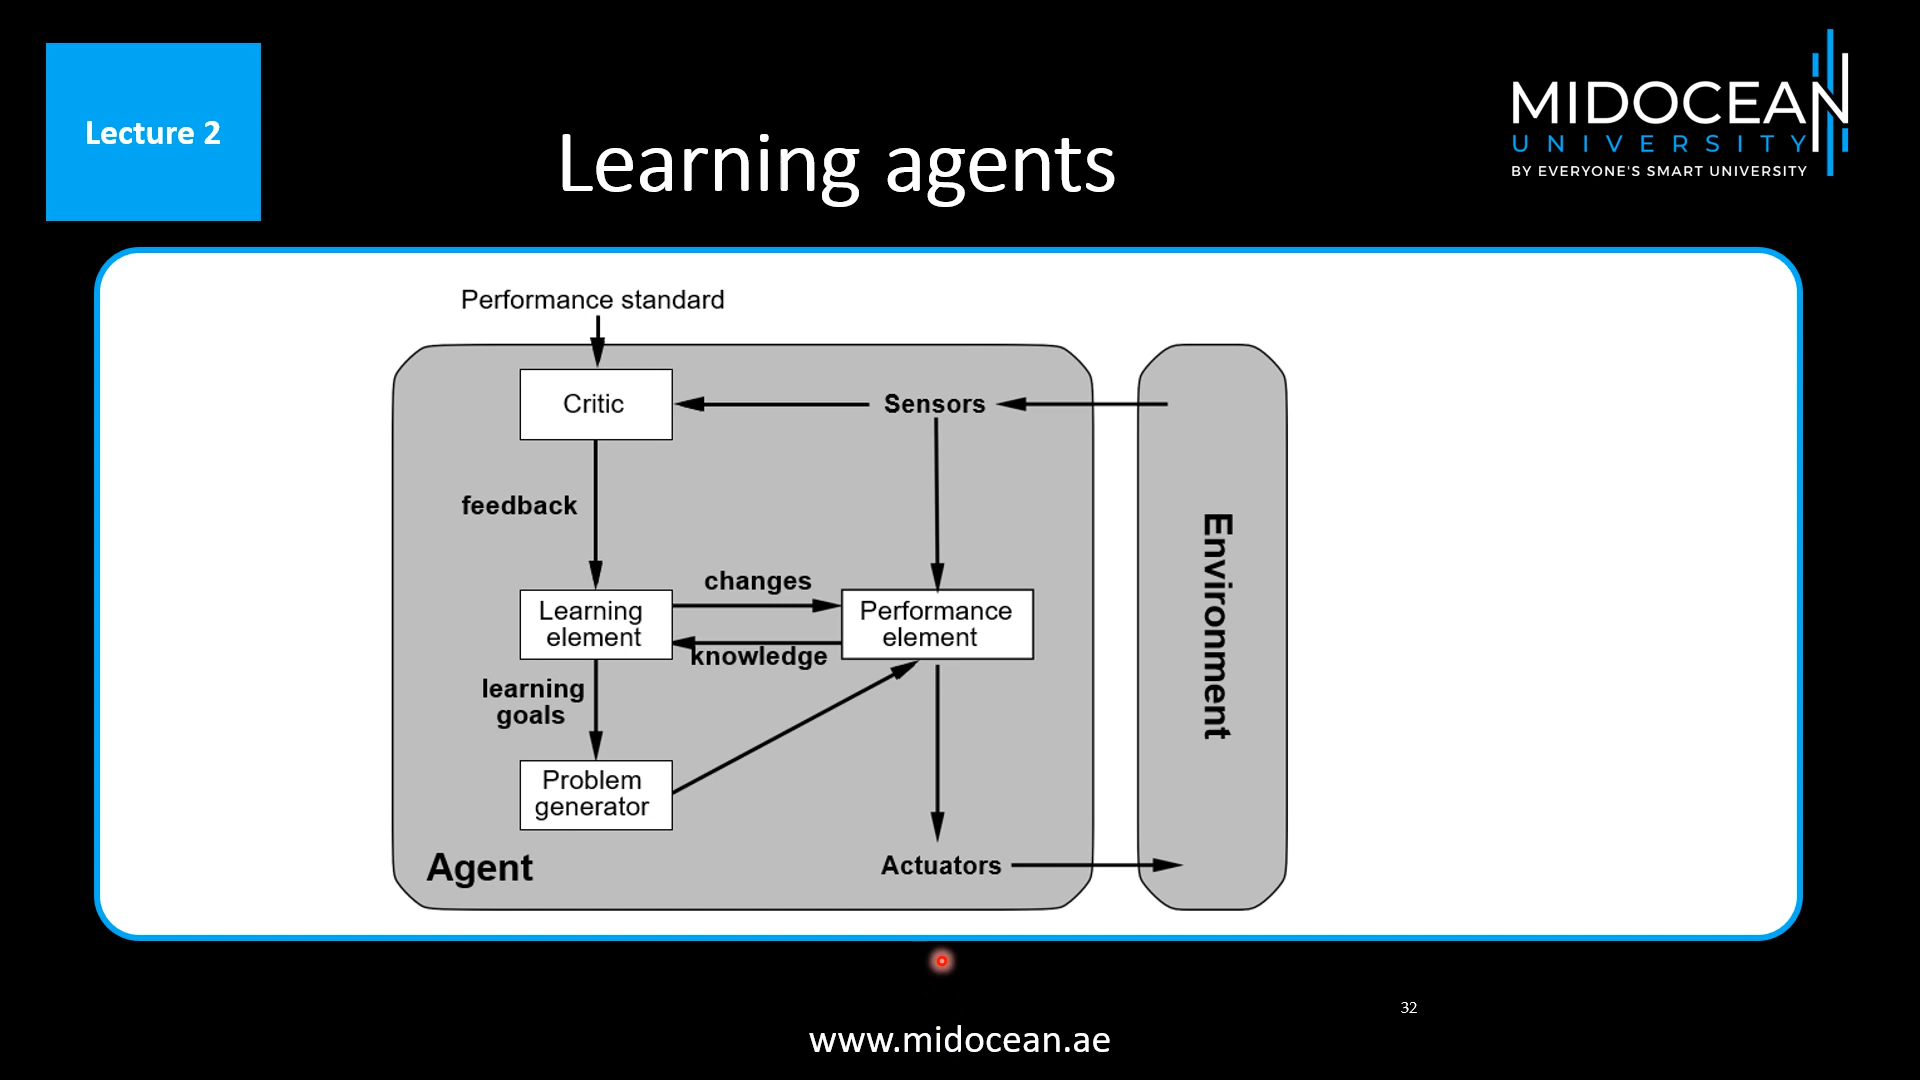 Lecture 2
Learning agents
MIDOCEAN
UNIVERSITY
BY EVERYONE'S SMART UNIVERSITY
Performance standard
Critic
Sensors
feedback
changes
Learning
element
Performance
element
knowledge
learning
goals
Problem
generator
Agent
Actuators
Environment
32
www.midocean.ae